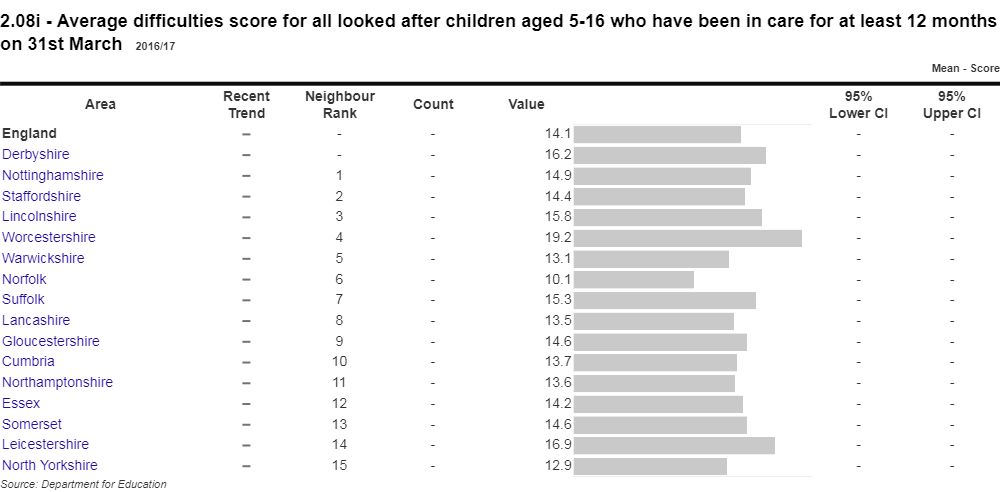 2.08i - Average difficulties score for all looked after children aged 5-16 who have been in care for at least 12 months
on 31st March 2016/17
Mean - Score
Area Recent Trend Neighbour Rank Count Value 95% Lower CI 95% Upper CI
England – - - 14.1 - -
Derbyshire – - - 16.2 - -
Nottinghamshire – 1 - 14.9 - -
Staffordshire – 2 - 14.4 - -
Lincolnshire – 3 - 15.8 - -
Worcestershire – 4 - 19.2 - -
Warwickshire – 5 - 13.1 - -
Norfolk – 6 - 10.1 - -
Suffolk – 7 - 15.3 - -
Lancashire – 8 - 13.5 - -
Gloucestershire – 9 - 14.6 - -
Cumbria – 10 - 13.7 - -
Northamptonshire – 11 - 13.6 - -
Essex – 12 - 14.2 - -
Somerset – 13 - 14.6 - -
Leicestershire – 14 - 16.9 - -
North Yorkshire – 15 - 12.9 - -
Source: Department for Education